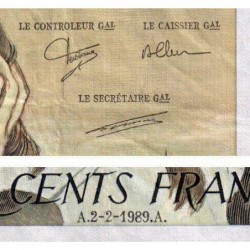 LE CONTROLEUR GAL LE CAISSIER GAL
LE SECRÉTAIRE GAL
CENTS FRAN
A.2-2-1989.A.